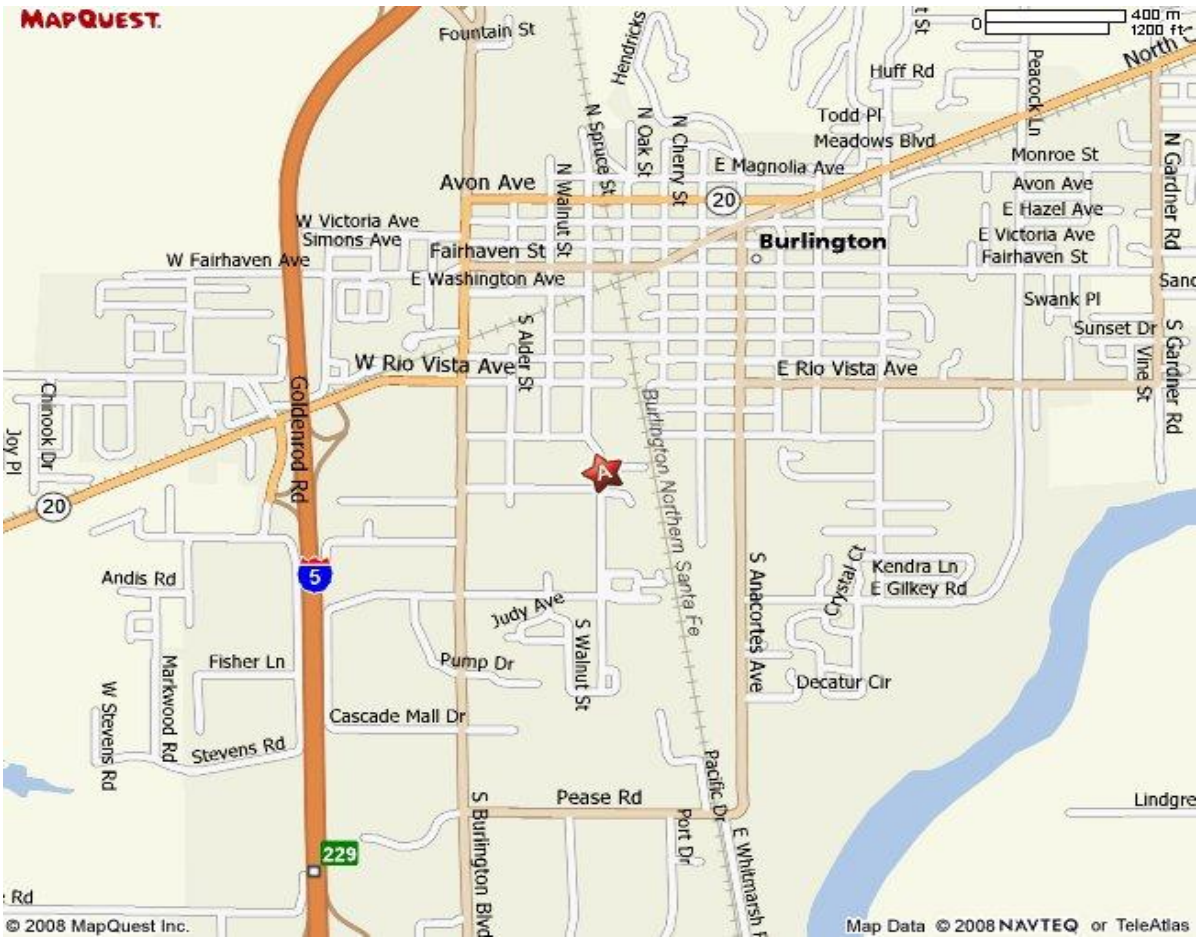 MAPQUEST.
0
400 m
1200 ft
Fountain St
Hendricks
Huff Rd
Peacock Ln
North
Todd Pl
Meadows Blvd
Monroe St
N Spruce St
N Oak St
N Cherry St
E Magnolia Ave
Avon Ave
20
Avon Ave
N Gardner Rd
N Walnut St
E Hazel Ave
W Victoria Ave
Simons Ave
Fairhaven St
Burlington
E Victoria Ave
Fairhaven St
W Fairhaven Ave
E Washington Ave
Swank Pl
Sunset Dr
Vine St
S Gardner Rd
S Alder St
W Rio Vista Ave
E Rio Vista Ave
Goldenrod Rd
Chinook Dr
Joy Pl
20
A
Burlington Northern Santa Fe
5
Andis Rd
Kendra Ln
E Gilkey Rd
Judy Ave
S Walnut St
S Anacortes Ave
Fisher Ln
Markwood Rd
Pump Dr
Decatur Cir
W Stevens Rd
Stevens Rd
Cascade Mall Dr
Pacific Dr
Pease Rd
Port Dr
Lindgre
S Burlington Blvd
E Whitmarsh
229
Rd
© 2008 MapQuest Inc.
Map Data © 2008 NAVTEQ or TeleAtlas